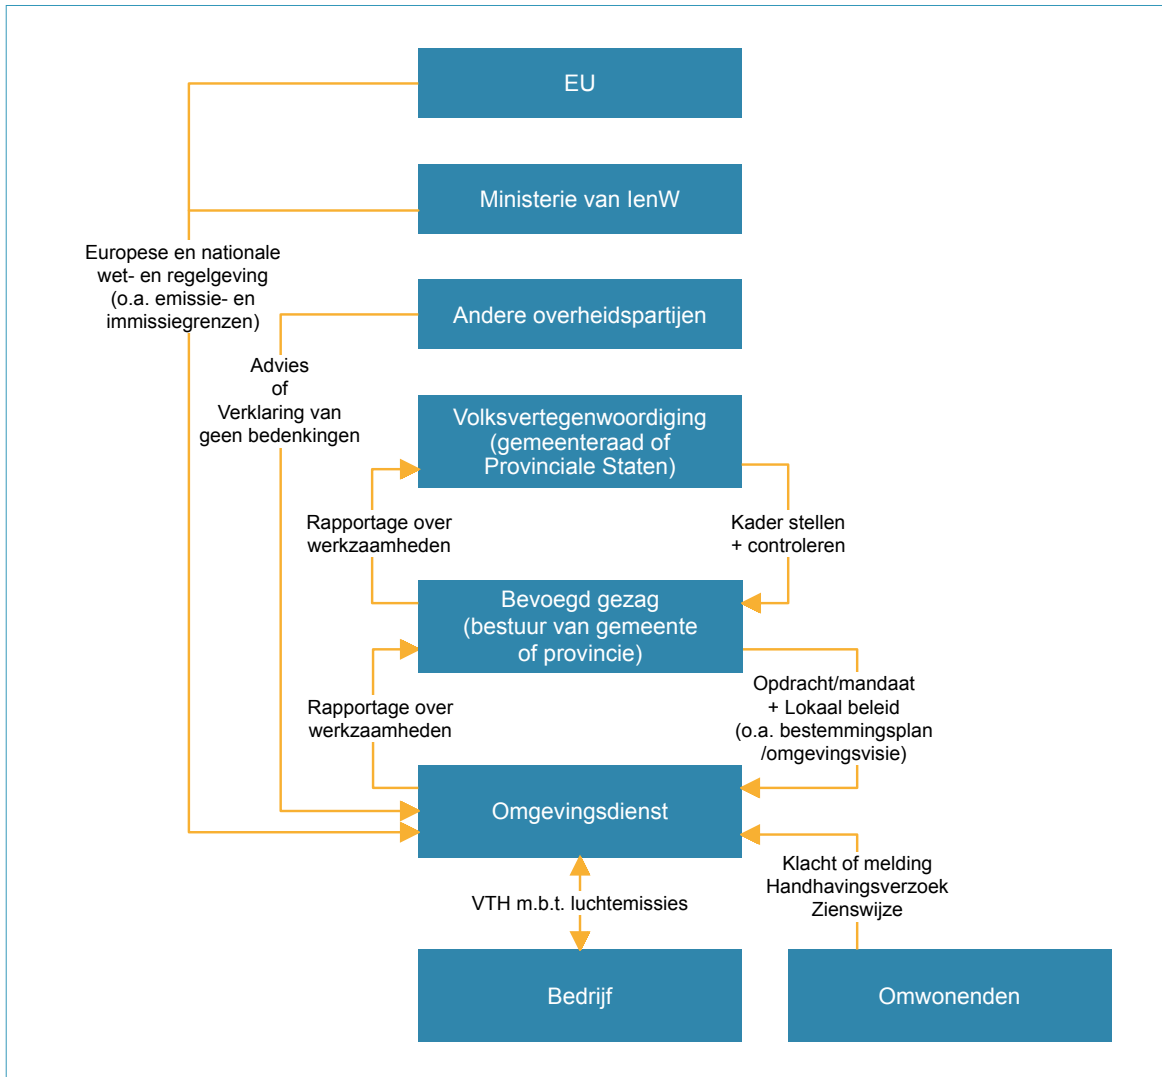 EU
Ministerie van IenW
Europese en nationale
wet- en regelgeving
(o.a. emissie- en
immissiegrenzen)
Andere overheidspartijen
Advies
of
Verklaring van
geen bedenkingen
Volksvertegenwoordiging
(gemeenteraad of
Provinciale Staten)
Rapportage over
werkzaamheden
Kader stellen
+ controleren
Bevoegd gezag
(bestuur van gemeente
of provincie)
Rapportage over
werkzaamheden
Opdracht/mandaat
+ Lokaal beleid
(o.a. bestemmingsplan
/omgevingsvisie)
Omgevingsdienst
Klacht of melding
Handhavingsverzoek
Zienswijze
VTH m.b.t. luchtemissies
Bedrijf
Omwonenden